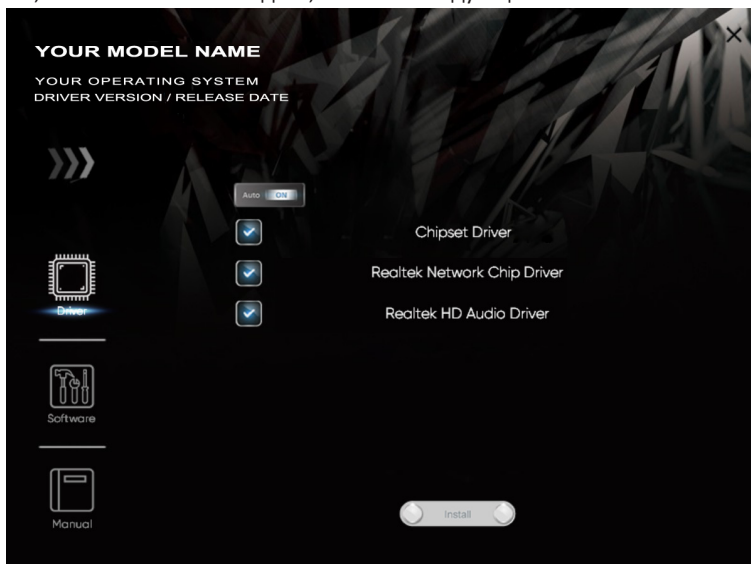 YOUR MODEL NAME
YOUR OPERATING SYSTEM
DRIVER VERSION / RELEASE DATE
Auto ON
Chipset Driver
Realtek Network Chip Driver
Realtek HD Audio Driver
Driver
Software
Manual
Install